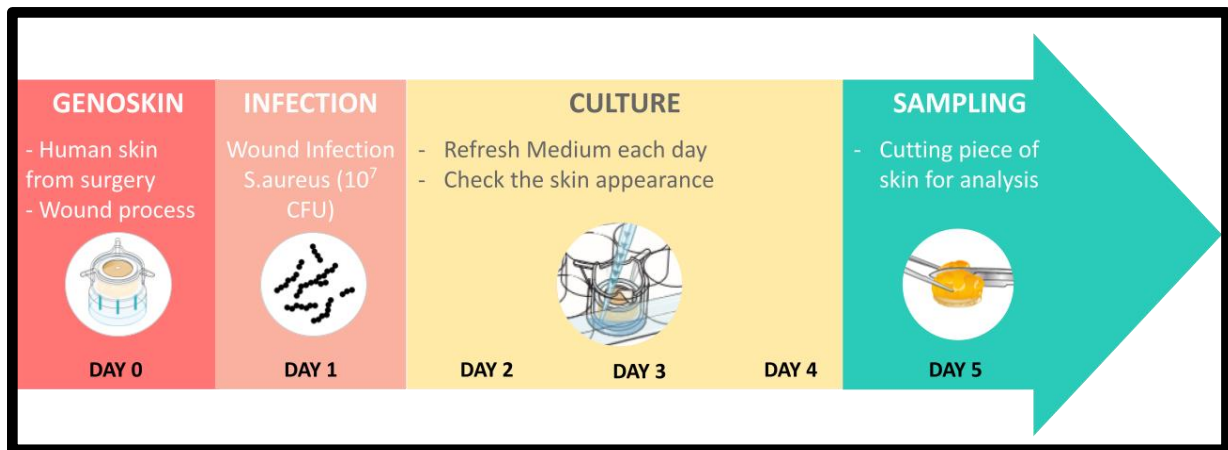 GENOSKIN
- Human skin
from surgery
- Wound process
DAY 0
INFECTION
Wound Infection
S.aureus (10⁷
CFU)
DAY 1
CULTURE
- Refresh Medium each day
- Check the skin appearance
DAY 2
DAY 3
DAY 4
SAMPLING
- Cutting piece of
skin for analysis
DAY 5